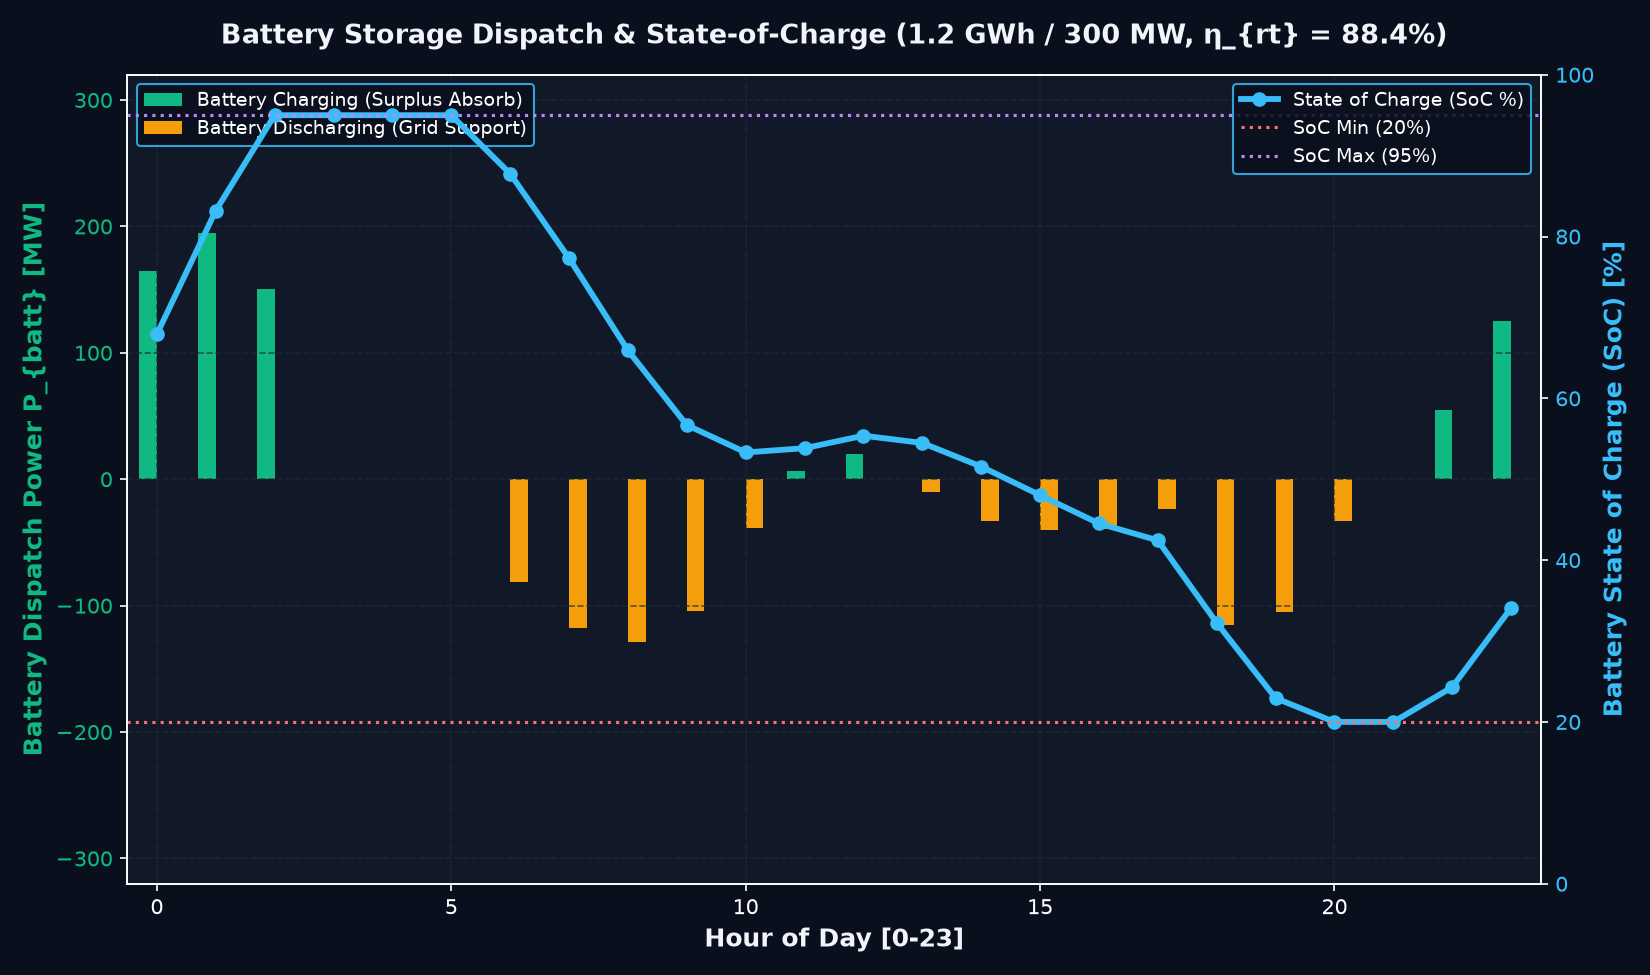 Battery Storage Dispatch & State-of-Charge (1.2 GWh / 300 MW, η_{rt} = 88.4%)
Battery Charging (Surplus Absorb)
Battery Discharging (Grid Support)
State of Charge (SoC %)
SoC Min (20%)
SoC Max (95%)
Battery Dispatch Power P_{batt} [MW]
300
200
100
0
−100
−200
−300
100
80
60
40
20
0
Battery State of Charge (SoC) [%]
0 5 10 15 20
Hour of Day [0-23]